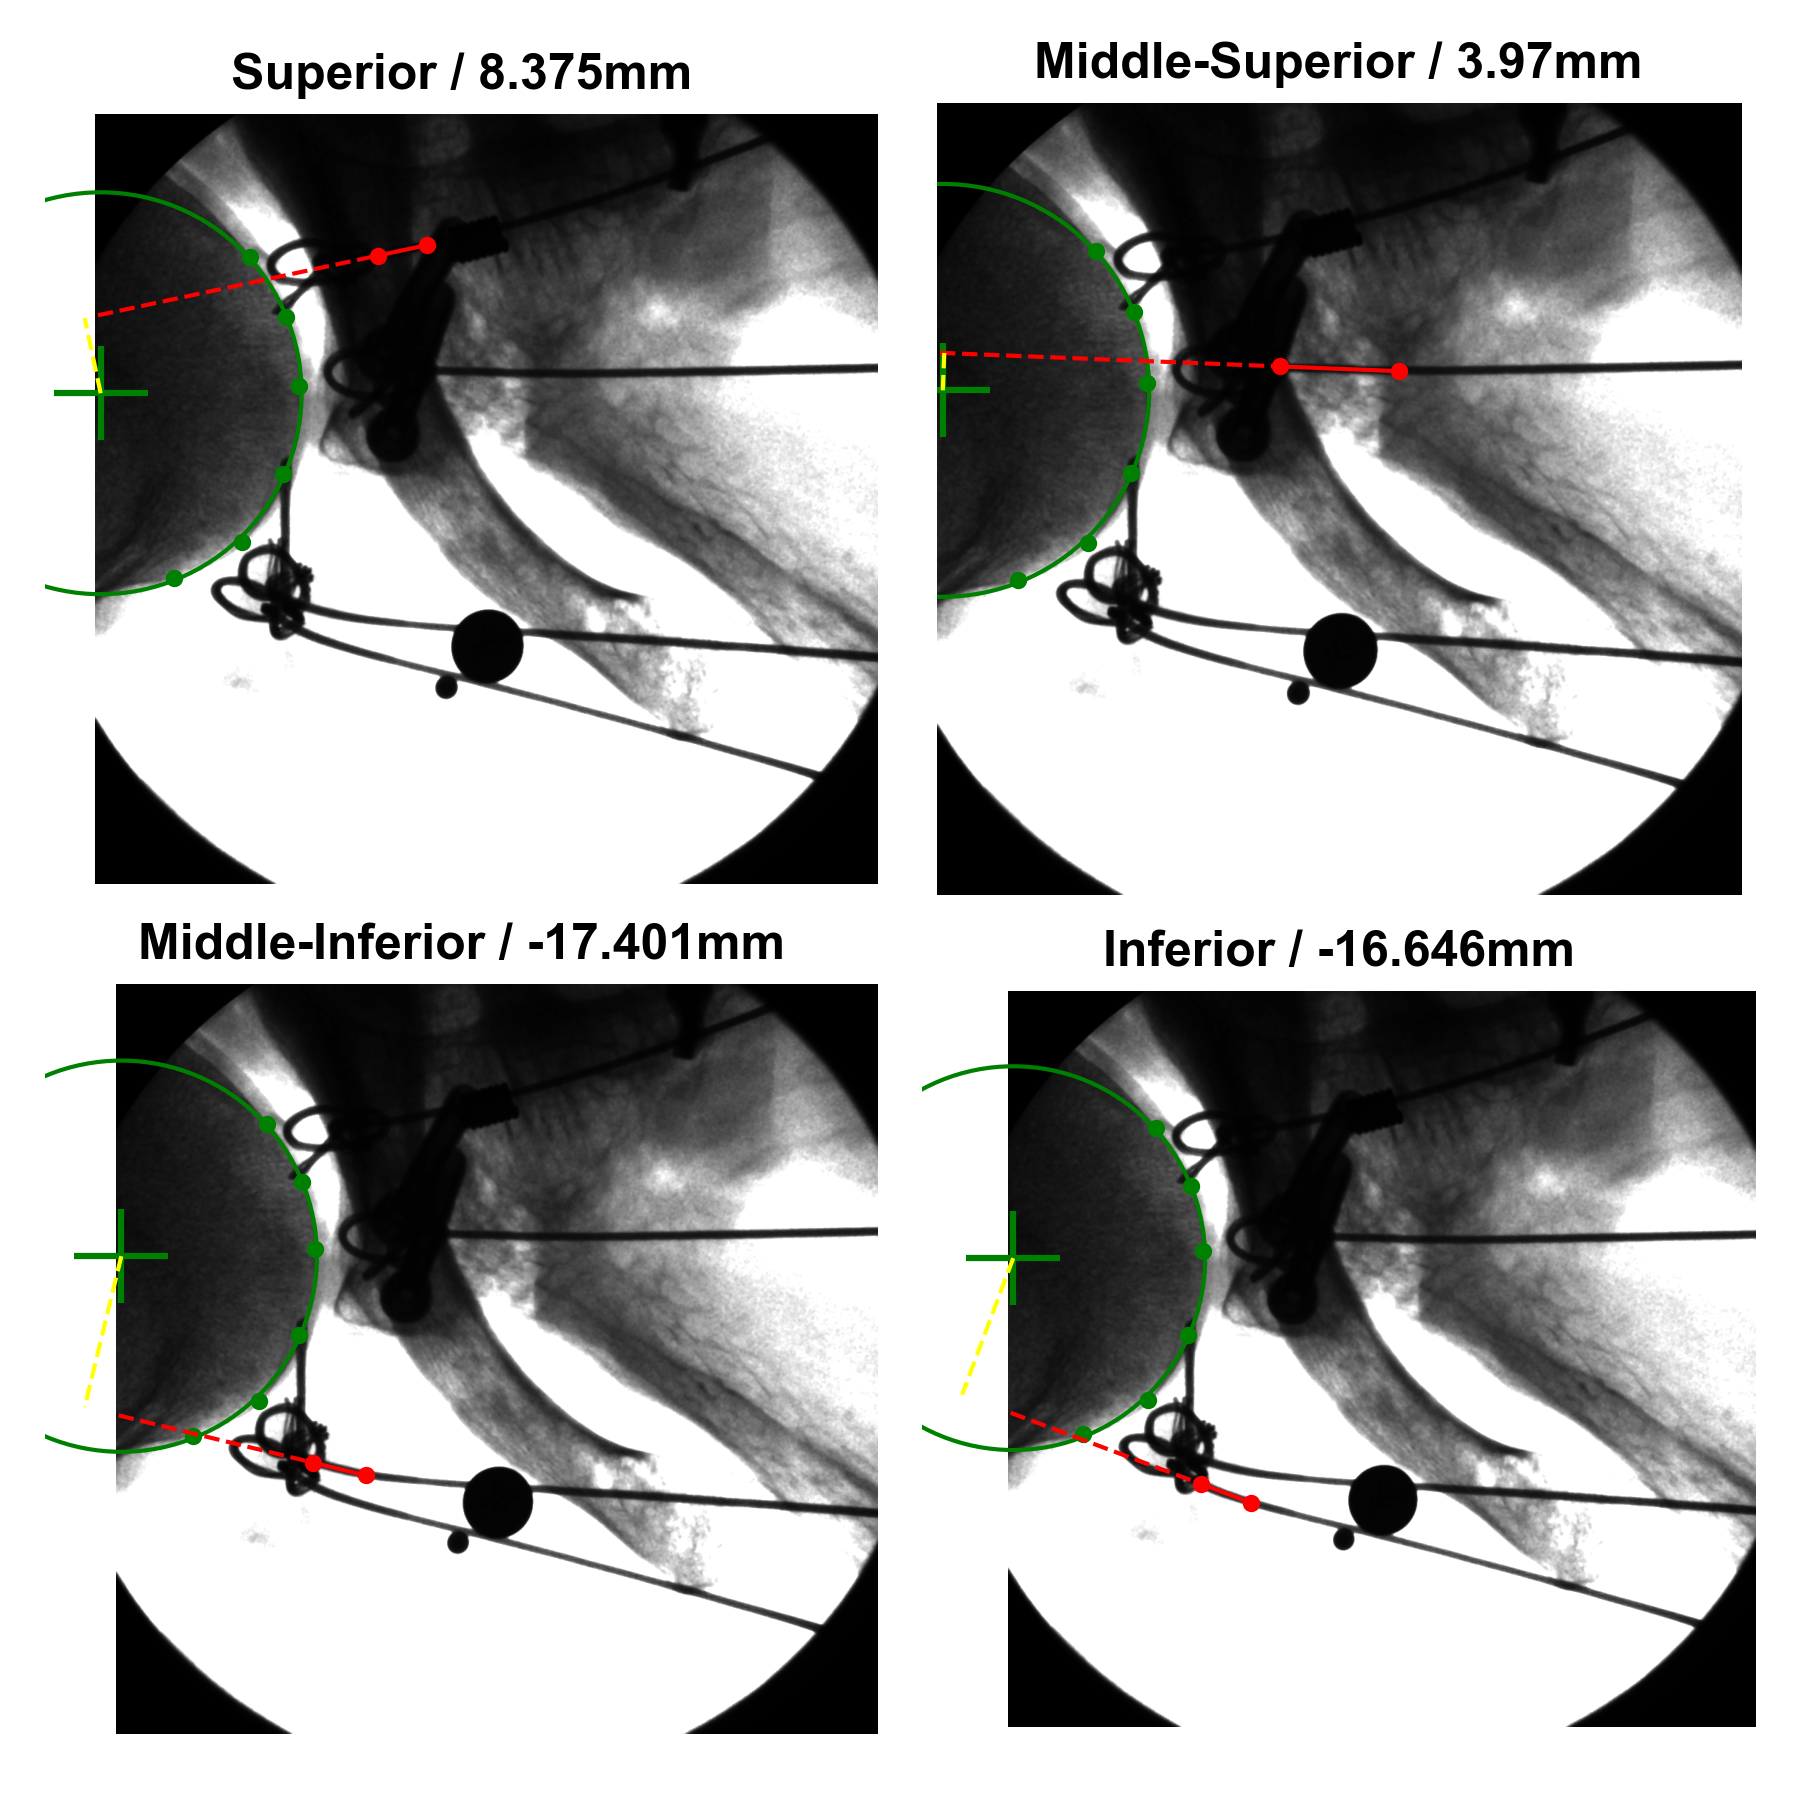 Superior / 8.375mm
Middle-Superior / 3.97mm
Middle-Inferior / -17.401mm
Inferior / -16.646mm